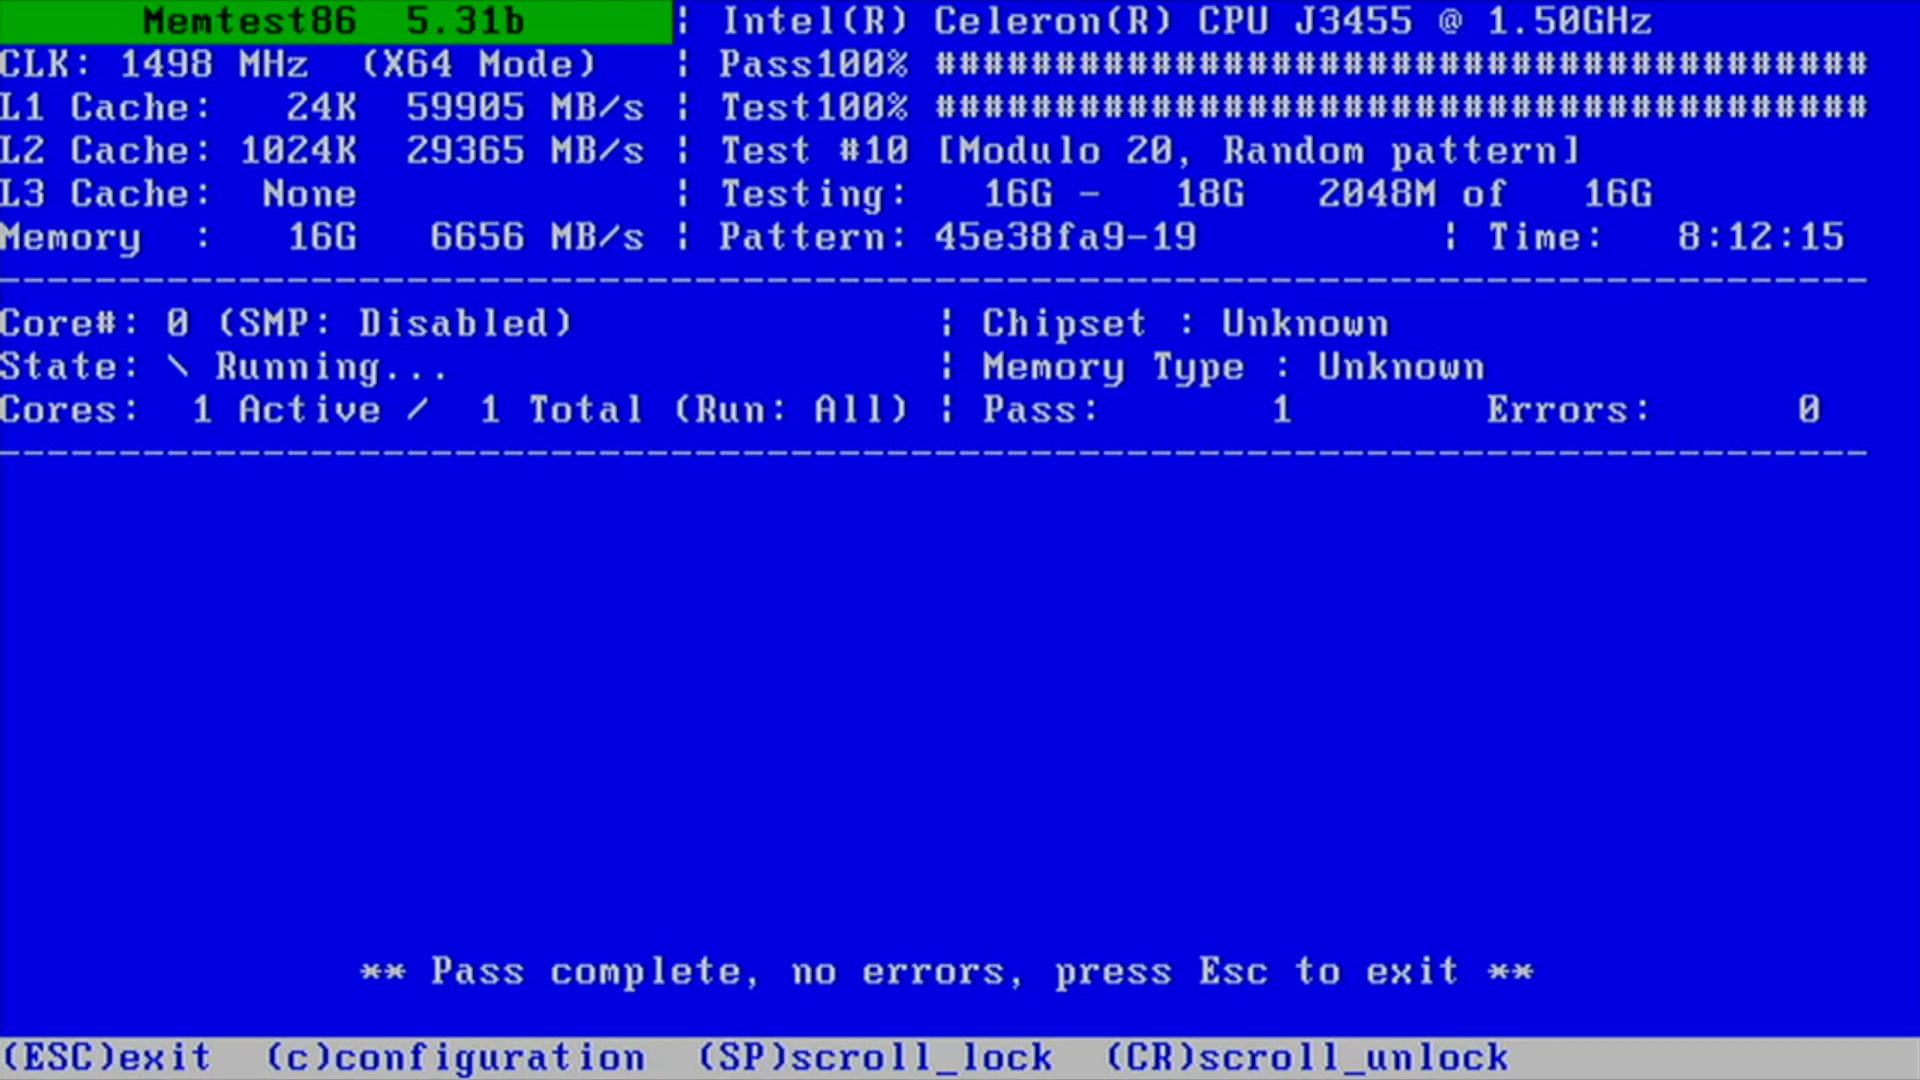 Memtest86 5.31b | Intel(R) Celeron(R) CPU J3455 @ 1.50GHz
CLK: 1498 MHz (X64 Mode) | Pass100% #######################################
L1 Cache: 24K 59905 MB/s | Test100% #######################################
L2 Cache: 1024K 29365 MB/s | Test #10 [Modulo 20, Random pattern]
L3 Cache: None | Testing: 16G - 18G 2048M of 16G
Memory : 16G 6656 MB/s | Pattern: 45e38fa9-19 | Time: 8:12:15
------------------------------------------------------------------------------
Core#: 0 (SMP: Disabled) | Chipset : Unknown
State: \ Running... | Memory Type : Unknown
Cores: 1 Active / 1 Total (Run: All) | Pass: 1 Errors: 0
------------------------------------------------------------------------------
** Pass complete, no errors, press Esc to exit **
(ESC)exit (c)configuration (SP)scroll_lock (CR)scroll_unlock